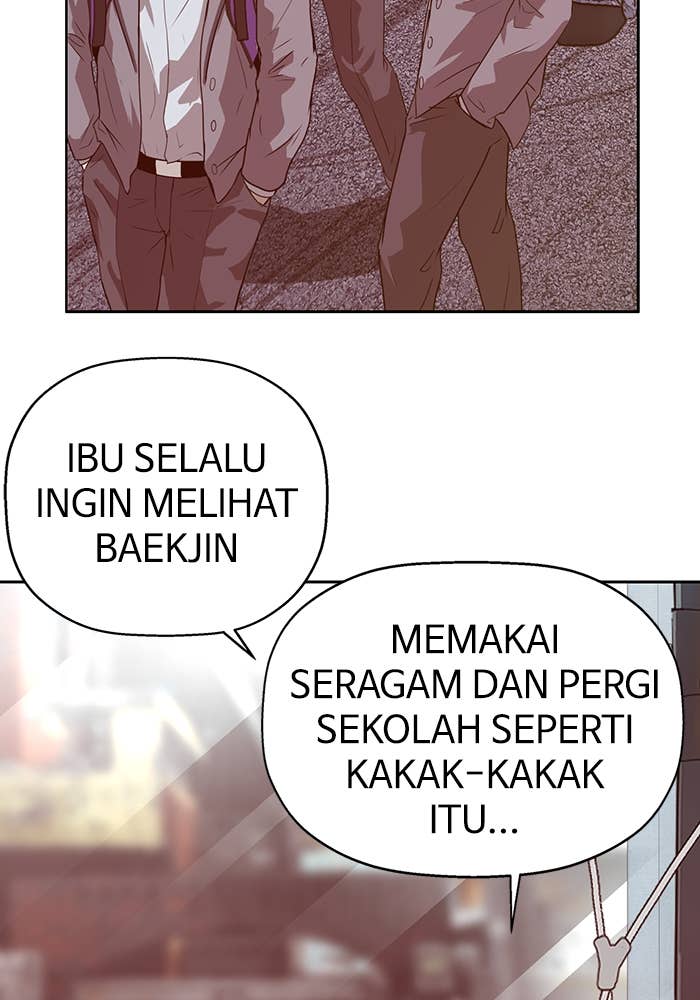 IBU SELALU
INGIN MELIHAT
BAEKJIN
MEMAKAI
SERAGAM DAN PERGI
SEKOLAH SEPERTI
KAKAK-KAKAK
ITU...